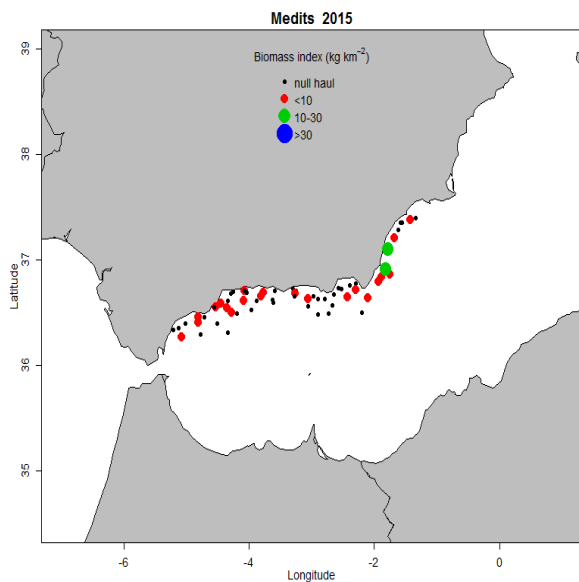 Medits 2015
Biomass index (kg km⁻²)
null haul
<10
10-30
>30
39
38
37
36
35
Latitude
-6
-4
-2
0
Longitude